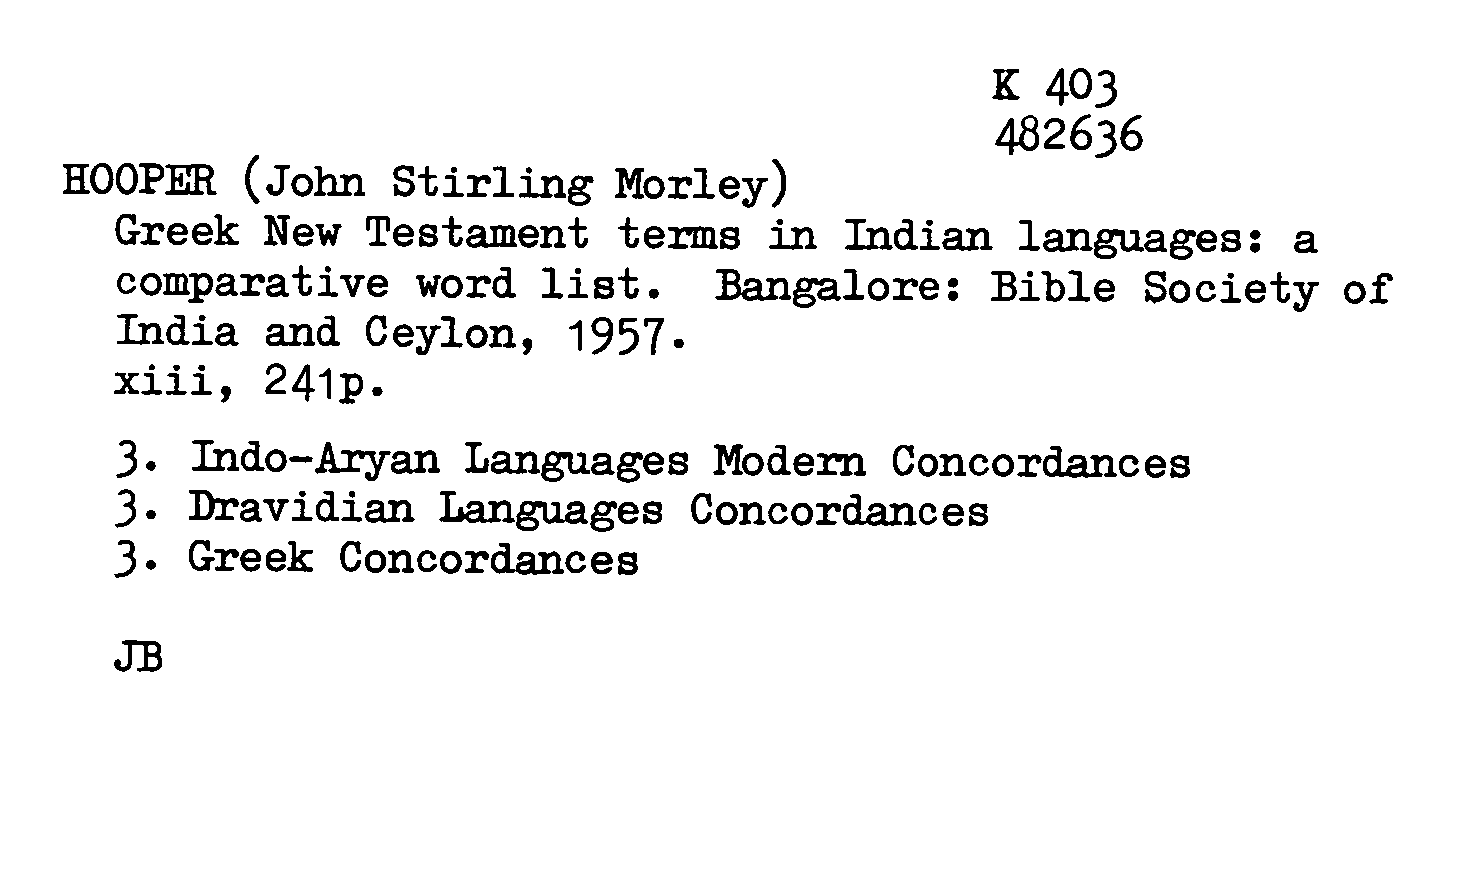 K 403
482636
HOOPER (John Stirling Morley)
Greek New Testament terms in Indian languages: a
comparative word list. Bangalore: Bible Society of
India and Ceylon, 1957.
xiii, 241p.
3. Indo-Aryan Languages Modern Concordances
3. Dravidian Languages Concordances
3. Greek Concordances
JB